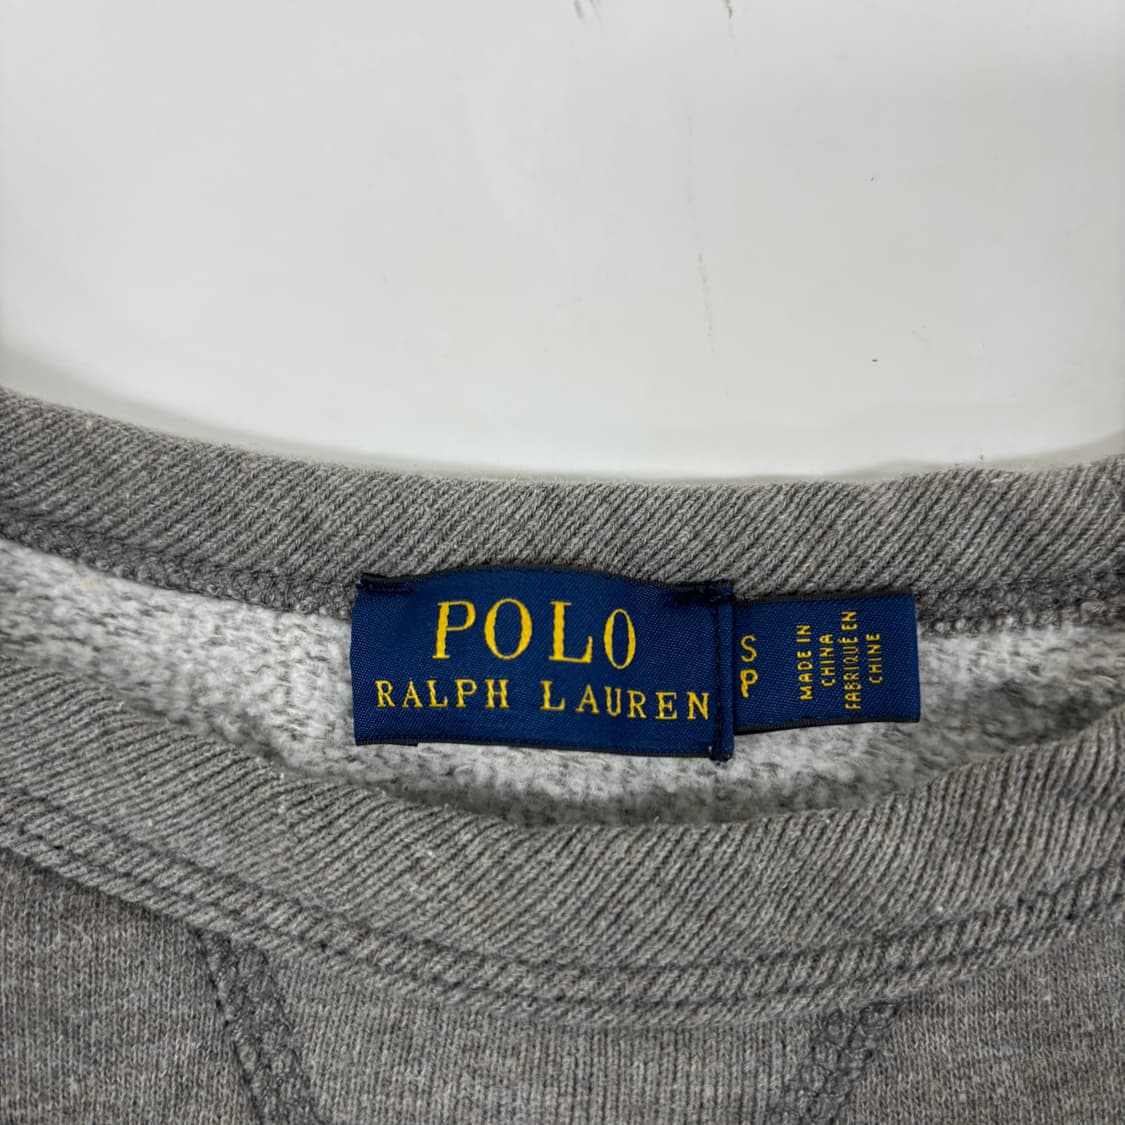 POLO
RALPH LAUREN
S
P
MADE IN
CHINA
FABRIQUÉ EN
CHINE